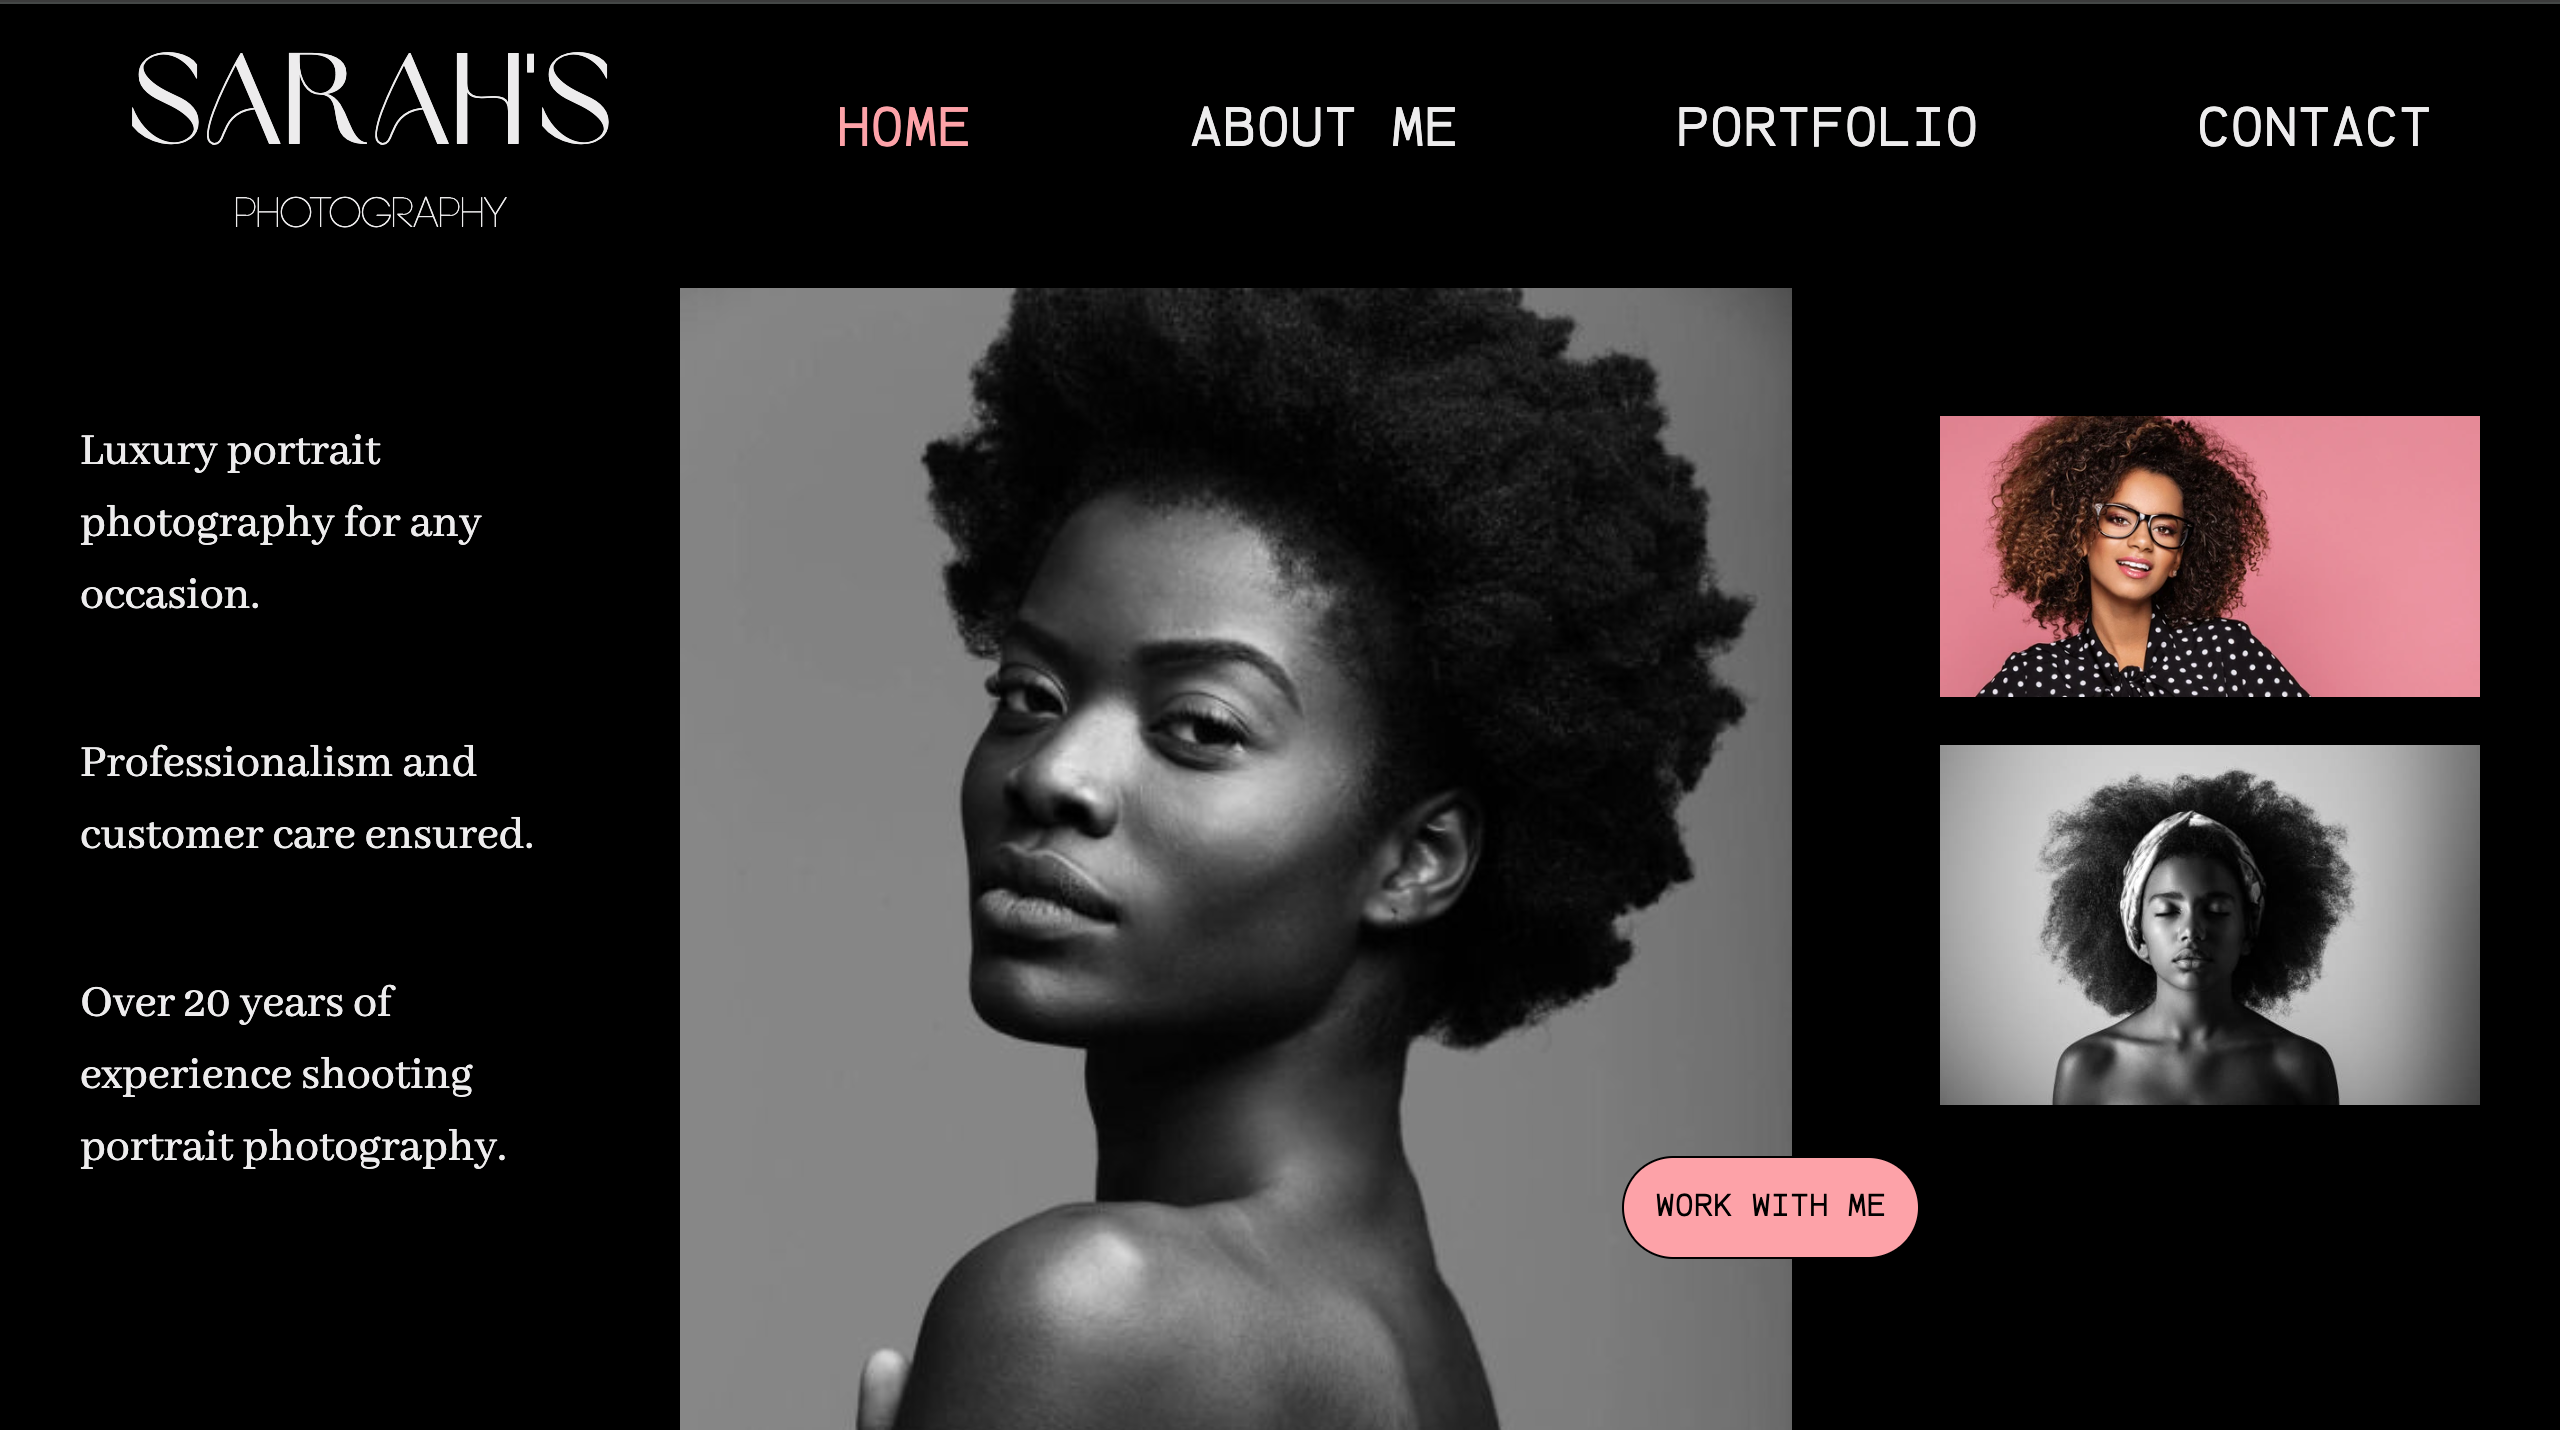 SARAH'S
PHOTOGRAPHY
HOME
ABOUT ME
PORTFOLIO
CONTACT
Luxury portrait
photography for any
occasion.
Professionalism and
customer care ensured.
Over 20 years of
experience shooting
portrait photography.
WORK WITH ME